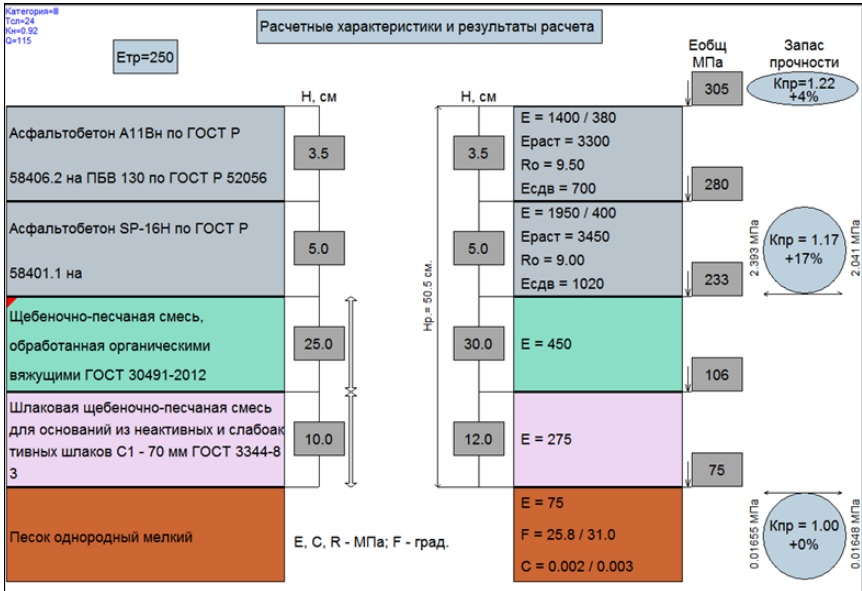 Категория=III
Тсл=24
Кн=0.92
Q=115
Расчетные характеристики и результаты расчета
Eтр=250
Eобщ
МПа
Запас
прочности
305
Кпр=1.22
+4%
Н, см
Н, см
Асфальтобетон А11Вн по ГОСТ Р
58406.2 на ПБВ 130 по ГОСТ Р 52056
3.5
3.5
E = 1400 / 380
Eраст = 3300
Ro = 9.50
Eсдв = 700
280
Асфальтобетон SP-16Н по ГОСТ Р
58401.1 на
5.0
5.0
E = 1950 / 400
Eраст = 3450
Ro = 9.00
Eсдв = 1020
233
2.393 МПа
Кпр = 1.17
+17%
2.041 МПа
Нр.= 50.5 см.
Щебеночно-песчаная смесь,
обработанная органическими
вяжущими ГОСТ 30491-2012
25.0
30.0
E = 450
106
Шлаковая щебеночно-песчаная смесь
для оснований из неактивных и слабоак
тивных шлаков С1 - 70 мм ГОСТ 3344-8
3
10.0
12.0
E = 275
75
Песок однородный мелкий
E, C, R - МПа; F - град.
E = 75
F = 25.8 / 31.0
C = 0.002 / 0.003
0.01655 МПа
Кпр = 1.00
+0%
0.01648 МПа